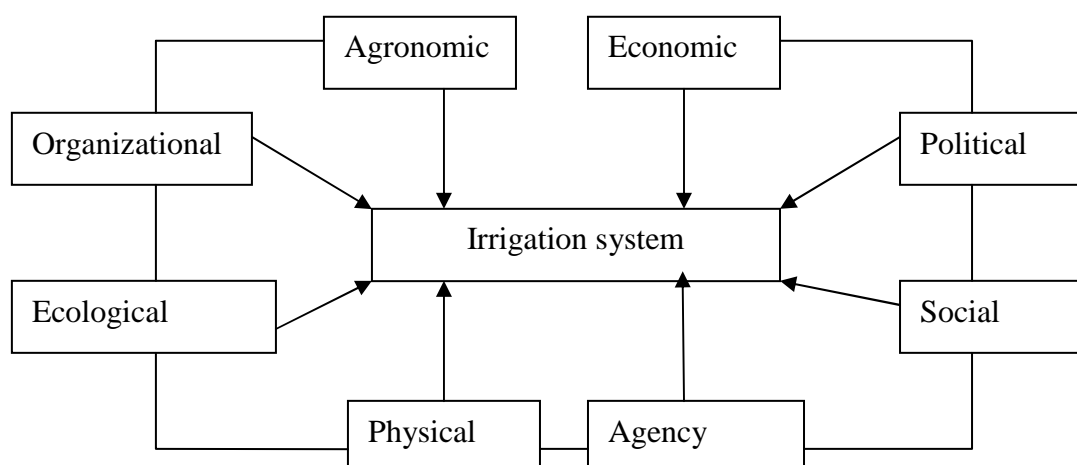 Agronomic
Economic
Organizational
Political
Irrigation system
Ecological
Social
Physical
Agency